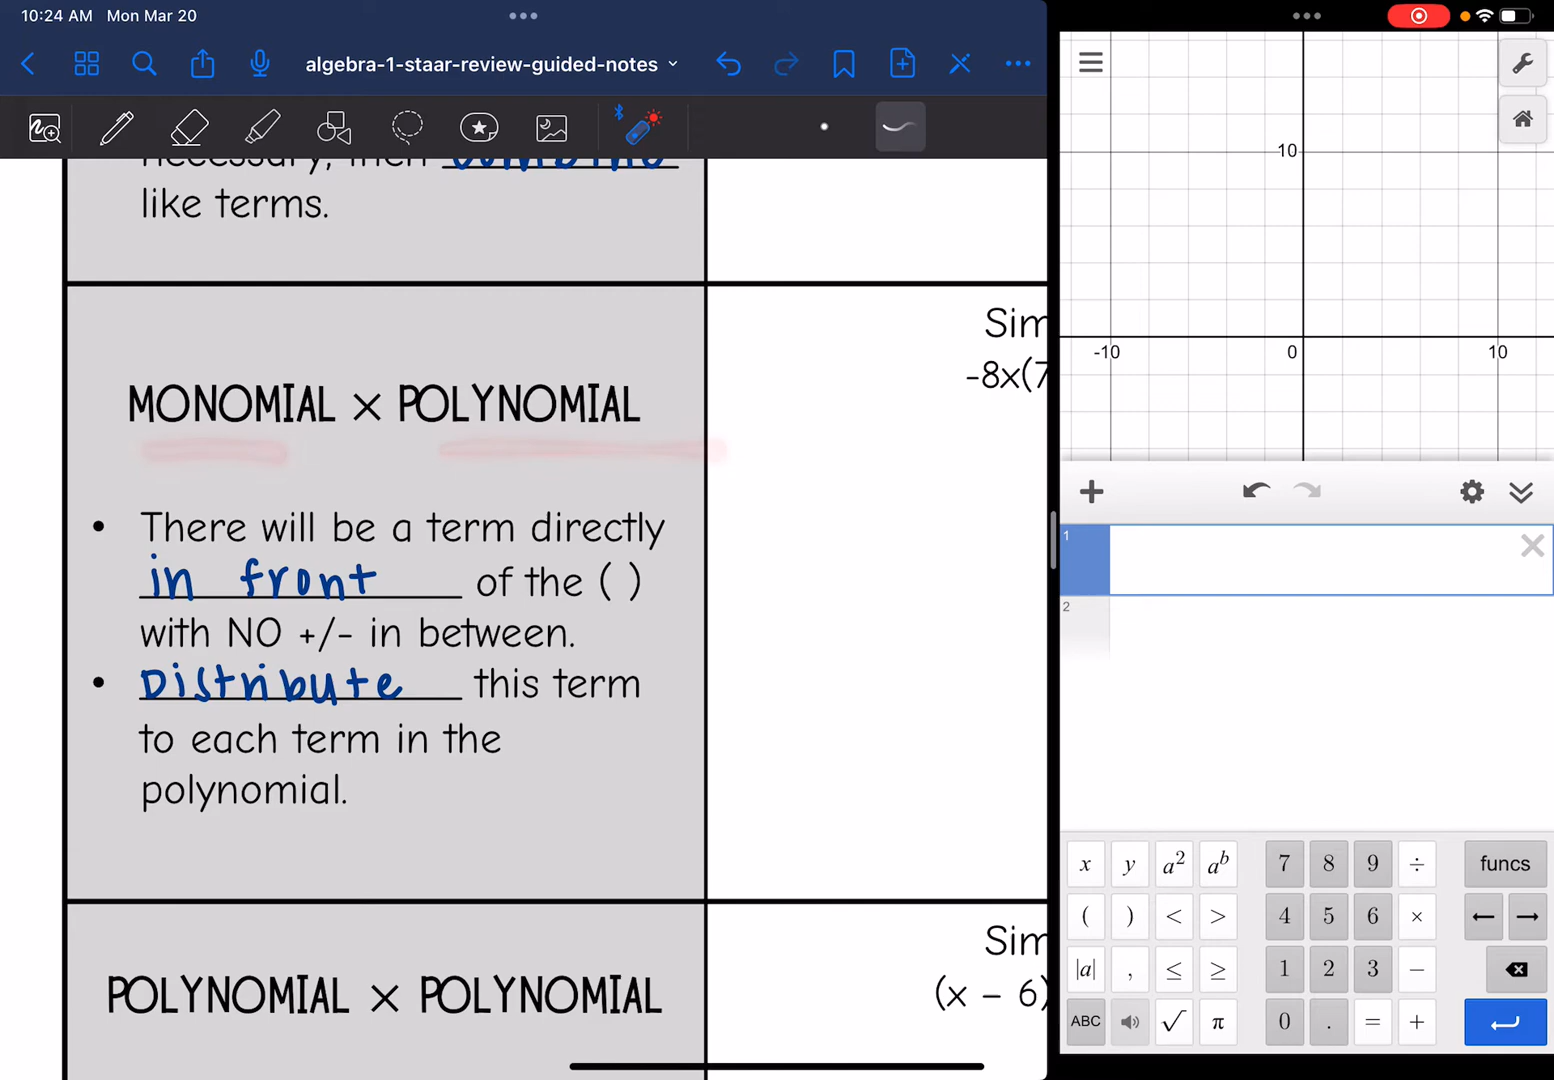 10:24 AM Mon Mar 20
algebra-1-staar-review-guided-notes
necessary, then combine
like terms.
MONOMIAL × POLYNOMIAL
• There will be a term directly
in front of the ( )
with NO +/- in between.
• Distribute this term
to each term in the
polynomial.
Sim
-8x(7
POLYNOMIAL × POLYNOMIAL
Sim
(x – 6)
10
-10 0 10
1
2
x y a² aᵇ 7 8 9 ÷ funcs
( ) < > 4 5 6 × ← →
|a| , ≤ ≥ 1 2 3 −
ABC √ π 0 . = +